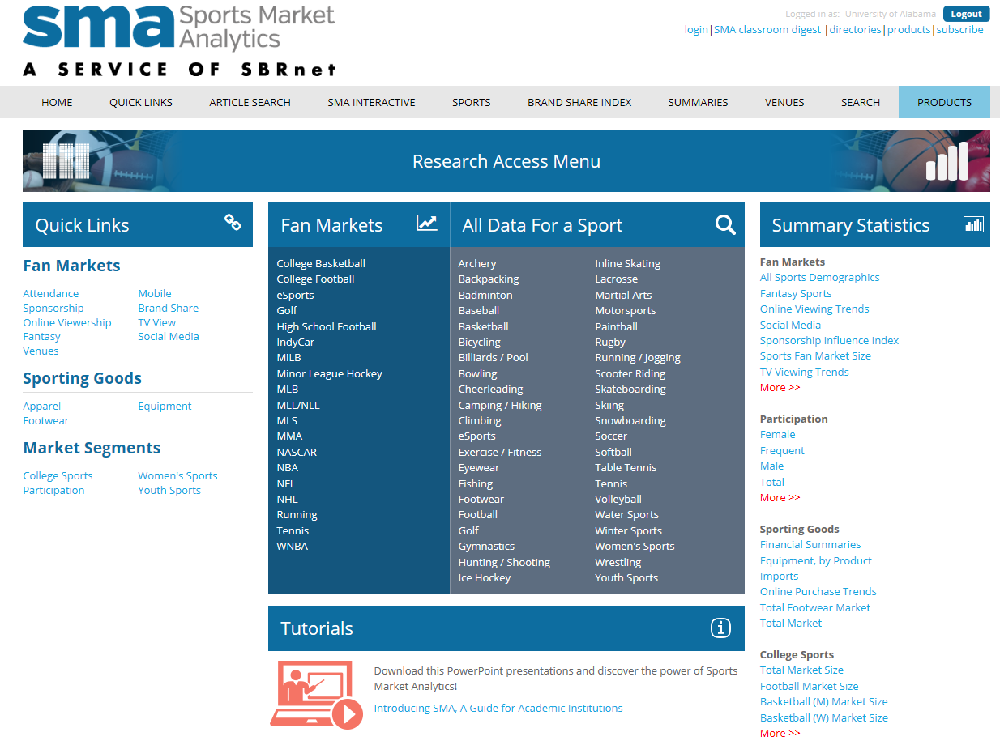 sma Sports Market
Analytics
A SERVICE OF SBRnet
Logged in as: University of Alabama Logout
login|SMA classroom digest |directories|products|subscribe
HOME QUICK LINKS ARTICLE SEARCH SMA INTERACTIVE SPORTS BRAND SHARE INDEX SUMMARIES VENUES SEARCH PRODUCTS
Research Access Menu
Quick Links
Fan Markets
Attendance Mobile
Sponsorship Brand Share
Online Viewership TV View
Fantasy Social Media
Venues
Sporting Goods
Apparel Equipment
Footwear
Market Segments
College Sports Women's Sports
Participation Youth Sports
Fan Markets
College Basketball
College Football
eSports
Golf
High School Football
IndyCar
MiLB
Minor League Hockey
MLB
MLL/NLL
MLS
MMA
NASCAR
NBA
NFL
NHL
Running
Tennis
WNBA
All Data For a Sport
Archery Inline Skating
Backpacking Lacrosse
Badminton Martial Arts
Baseball Motorsports
Basketball Paintball
Bicycling Rugby
Billiards / Pool Running / Jogging
Bowling Scooter Riding
Cheerleading Skateboarding
Camping / Hiking Skiing
Climbing Snowboarding
eSports Soccer
Exercise / Fitness Softball
Eyewear Table Tennis
Fishing Tennis
Footwear Volleyball
Football Water Sports
Golf Winter Sports
Gymnastics Women's Sports
Hunting / Shooting Wrestling
Ice Hockey Youth Sports
Tutorials
Download this PowerPoint presentations and discover the power of Sports
Market Analytics!
Introducing SMA, A Guide for Academic Institutions
Summary Statistics
Fan Markets
All Sports Demographics
Fantasy Sports
Online Viewing Trends
Social Media
Sponsorship Influence Index
Sports Fan Market Size
TV Viewing Trends
More >>
Participation
Female
Frequent
Male
Total
More >>
Sporting Goods
Financial Summaries
Equipment, by Product
Imports
Online Purchase Trends
Total Footwear Market
Total Market
College Sports
Total Market Size
Football Market Size
Basketball (M) Market Size
Basketball (W) Market Size
More >>